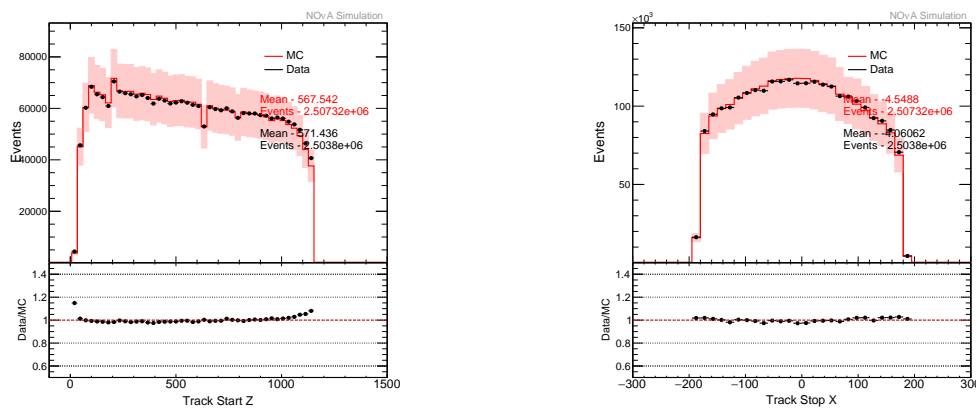 NOνA Simulation
MC
Data
Mean - 567.542
Events - 2.50732e+06
Mean - 571.436
Events - 2.5038e+06
Events
80000
60000
40000
20000
Data/MC
1.4
1.2
1
0.8
0.6
0 500 1000 1500
Track Start Z
NOνA Simulation
×10³
MC
Data
Mean - -4.5488
Events - 2.50732e+06
Mean - -4.06062
Events - 2.5038e+06
Events
150
100
50
Data/MC
1.4
1.2
1
0.8
0.6
−300 −200 −100 0 100 200 300
Track Stop X